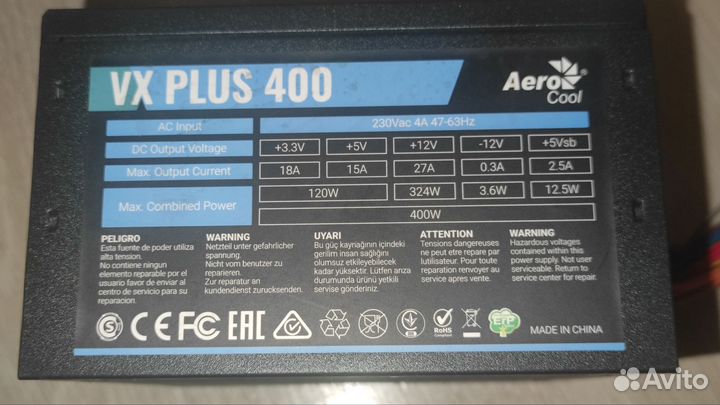 VX PLUS 400
Aero
Cool
AC Input 230Vac 4A 47-63Hz
DC Output Voltage +3.3V +5V +12V -12V +5Vsb
Max. Output Current 18A 15A 27A 0.3A 2.5A
Max. Combined Power 120W 324W 3.6W 12.5W
400W
PELIGRO
Esta fuente de poder utiliza
alta tension.
No contiene ningun
elemento reparable por el
usuario favor de enviar al
centro de servicio para su
reparacion.
WARNING
Netzteil unter gefahrlicher
spannung.
Nicht vom benutzer zu
reparieren.
Zur reparatur an
kundendienst zurucksenden.
UYARI
Bu güç kaynağının içindeki
gerilim insan sağlığını
olumsuz etkileyebilecek
kadar yüksektir. Lütfen arıza
durumunda ürünü yetkili
servise gönderiniz.
ATTENTION
Tensions dangereuses
ne peut etre repare par
lutilisateur. Pour toute
reparation renvoyer au
service apres vente.
WARNING
Hazardous voltages
contained within this
power supply. Not user
serviceable. Return to
service center for repair.
S CE FC EAC RoHS
Compliant
ErP
MADE IN CHINA
Avito